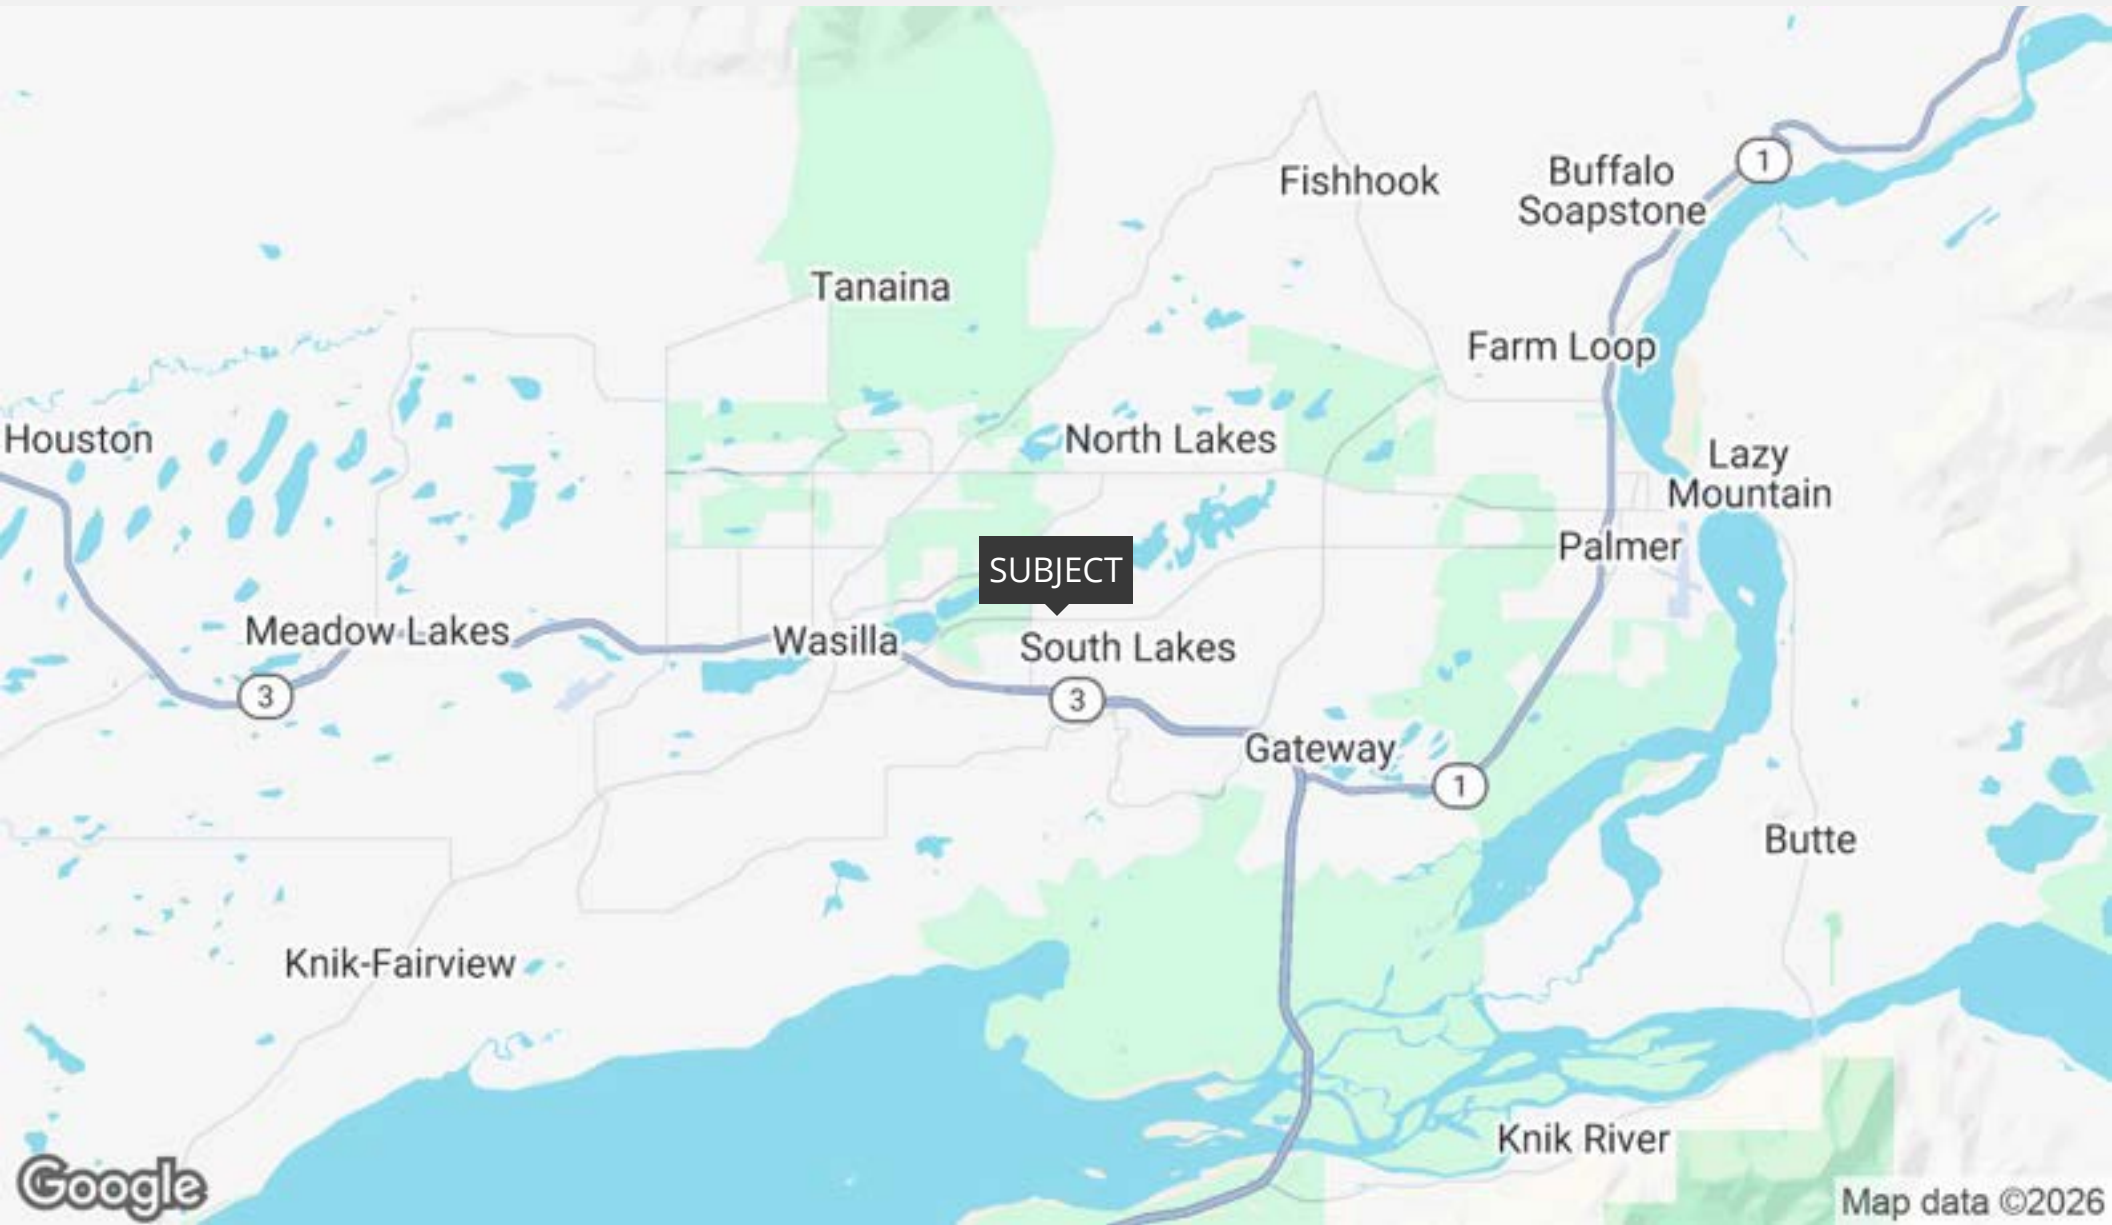 Fishhook
Buffalo
Soapstone
1
Tanaina
Farm Loop
Houston
North Lakes
Lazy
Mountain
SUBJECT
Palmer
Meadow Lakes
Wasilla
South Lakes
3
3
Gateway
1
Butte
Knik-Fairview
Knik River
Google
Map data ©2026